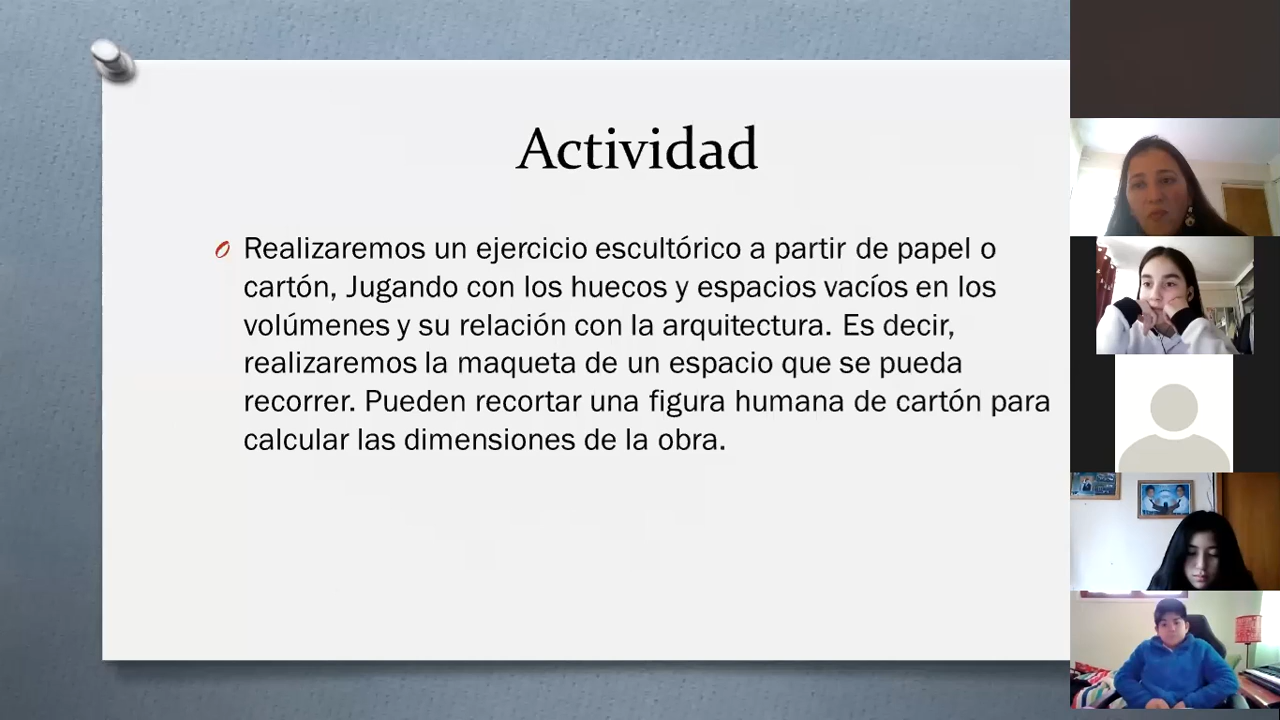 Actividad
Realizaremos un ejercicio escultórico a partir de papel o
cartón, Jugando con los huecos y espacios vacíos en los
volúmenes y su relación con la arquitectura. Es decir,
realizaremos la maqueta de un espacio que se pueda
recorrer. Pueden recortar una figura humana de cartón para
calcular las dimensiones de la obra.